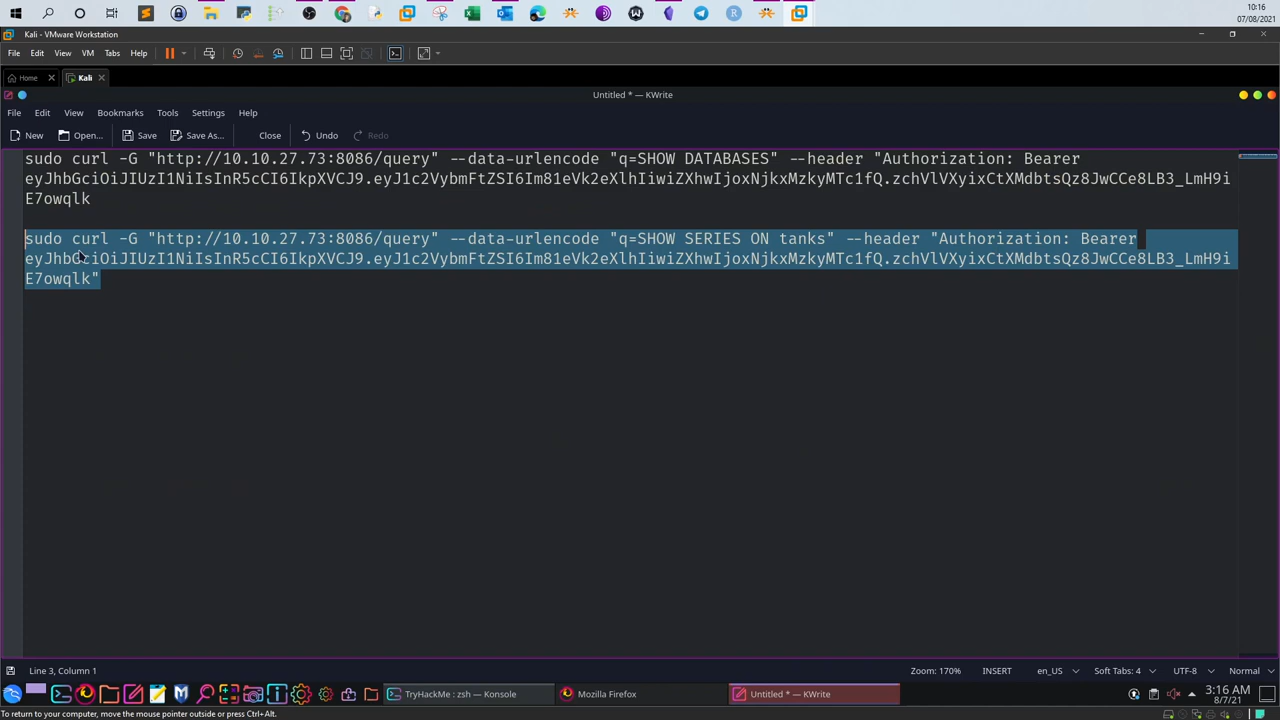 10:16
07/08/2021
Kali - VMware Workstation
File Edit View VM Tabs Help
Home Kali
Untitled * — KWrite
File Edit View Bookmarks Tools Settings Help
New Open... Save Save As... Close Undo Redo
sudo curl -G "http://10.10.27.73:8086/query" --data-urlencode "q=SHOW DATABASES" --header "Authorization: Bearer
eyJhbGciOiJIUzI1NiIsInR5cCI6IkpXVCJ9.eyJ1c2VybmFtZSI6Im81eVk2eXlhIiwiZXhwIjoxNjkxMzkyMTc1fQ.zchVlVXyixCtXMdbtsQz8JwCCe8LB3_LmH9i
E7owqlk
sudo curl -G "http://10.10.27.73:8086/query" --data-urlencode "q=SHOW SERIES ON tanks" --header "Authorization: Bearer
eyJhbGciOiJIUzI1NiIsInR5cCI6IkpXVCJ9.eyJ1c2VybmFtZSI6Im81eVk2eXlhIiwiZXhwIjoxNjkxMzkyMTc1fQ.zchVlVXyixCtXMdbtsQz8JwCCe8LB3_LmH9i
E7owqlk"
Line 3, Column 1 Zoom: 170% INSERT en_US Soft Tabs: 4 UTF-8 Normal
TryHackMe : zsh — Konsole Mozilla Firefox Untitled * — KWrite 3:16 AM
8/7/21
To return to your computer, move the mouse pointer outside or press Ctrl+Alt.